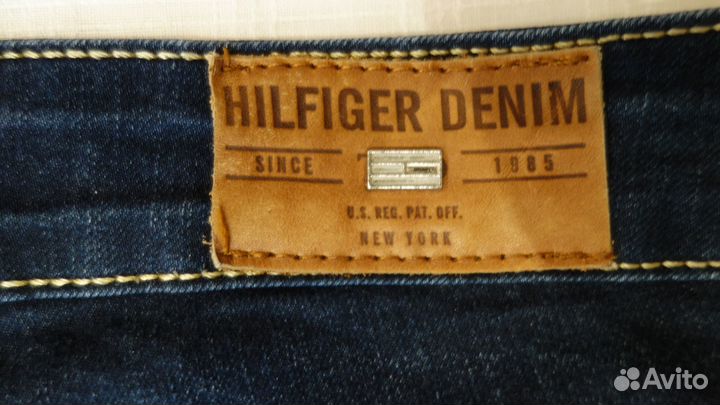 HILFIGER DENIM
SINCE 1985
U.S. REG. PAT. OFF.
NEW YORK
Avito